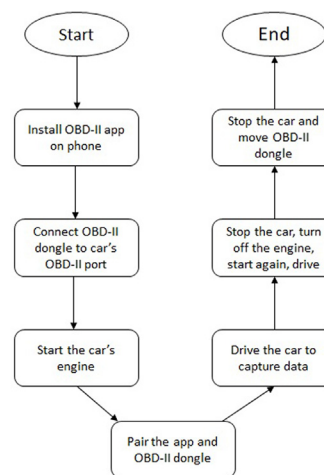 Start
Install OBD-II app
on phone
Connect OBD-II
dongle to car's
OBD-II port
Start the car's
engine
Pair the app and
OBD-II dongle
Drive the car to
capture data
Stop the car, turn
off the engine,
start again, drive
Stop the car and
move OBD-II
dongle
End